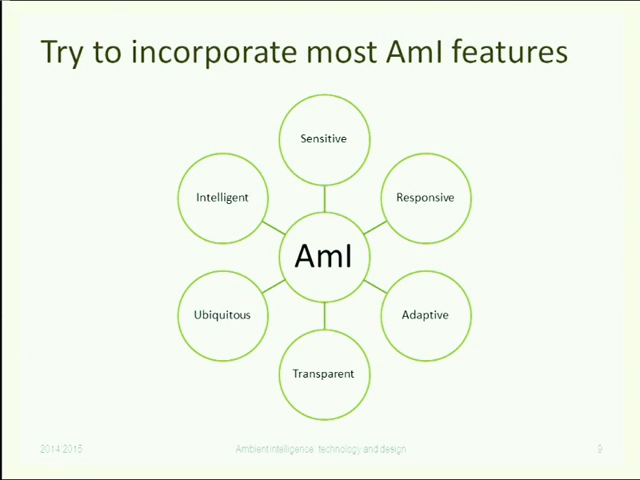 Try to incorporate most AmI features
Sensitive
Intelligent
Responsive
AmI
Ubiquitous
Adaptive
Transparent
2014 2015
Ambient intelligence: technology and design
9